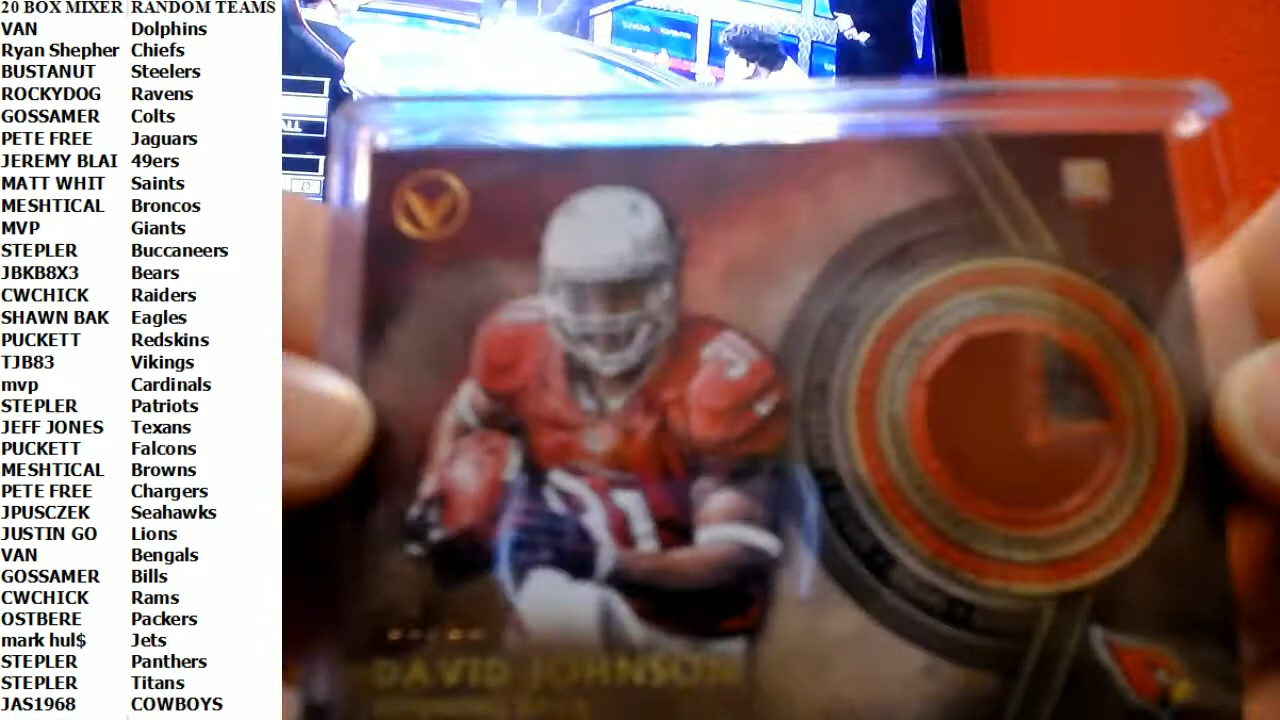 20 BOX MIXER RANDOM TEAMS
VAN Dolphins
Ryan Shepher Chiefs
BUSTANUT Steelers
ROCKYDOG Ravens
GOSSAMER Colts
PETE FREE Jaguars
JEREMY BLAI 49ers
MATT WHIT Saints
MESHTICAL Broncos
MVP Giants
STEPLER Buccaneers
JBKB8X3 Bears
CWCHICK Raiders
SHAWN BAK Eagles
PUCKETT Redskins
TJB83 Vikings
mvp Cardinals
STEPLER Patriots
JEFF JONES Texans
PUCKETT Falcons
MESHTICAL Browns
PETE FREE Chargers
JPUSCZEK Seahawks
JUSTIN GO Lions
VAN Bengals
GOSSAMER Bills
CWCHICK Rams
OSTBERE Packers
mark hul$ Jets
STEPLER Panthers
STEPLER Titans
JAS1968 COWBOYS
V
31
DAVID JOHNSON